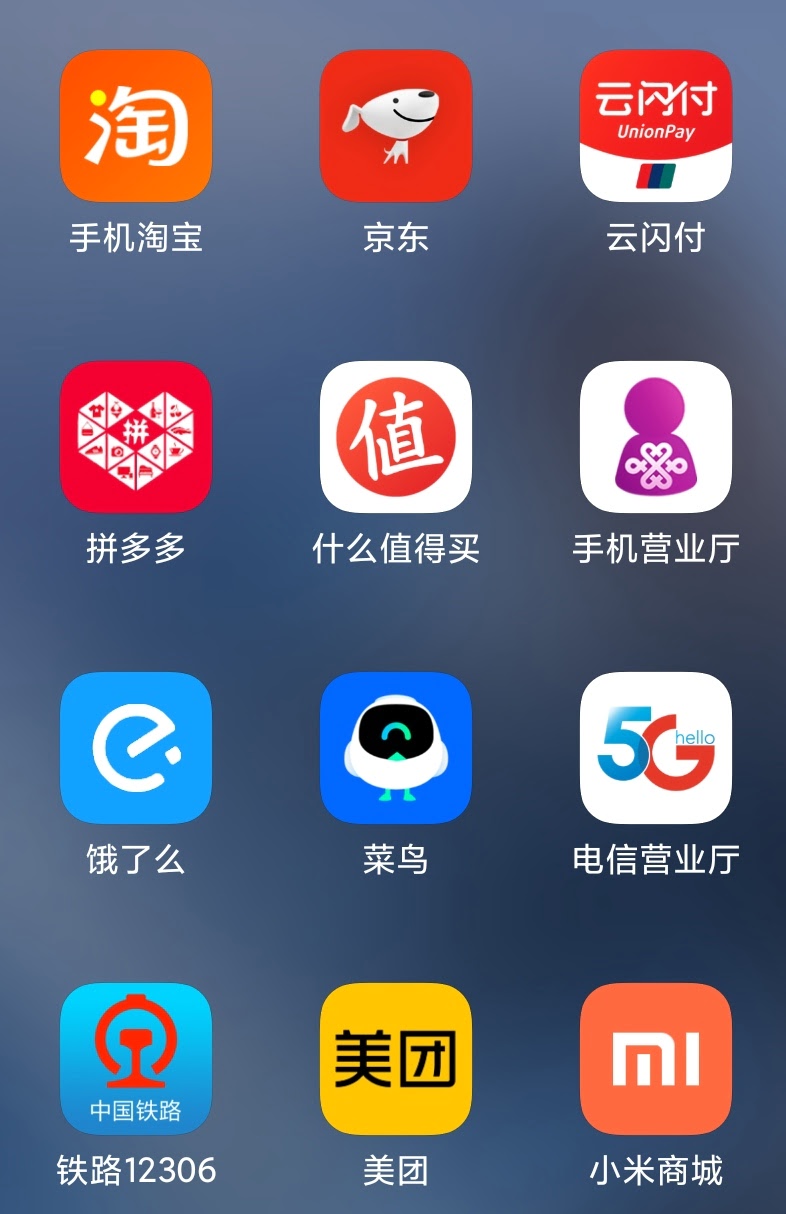 淘
云闪付
UnionPay
手机淘宝
京东
云闪付
拼
值
拼多多
什么值得买
手机营业厅
e
5G hello
饿了么
菜鸟
电信营业厅
中国铁路
美团
mi
铁路12306
美团
小米商城